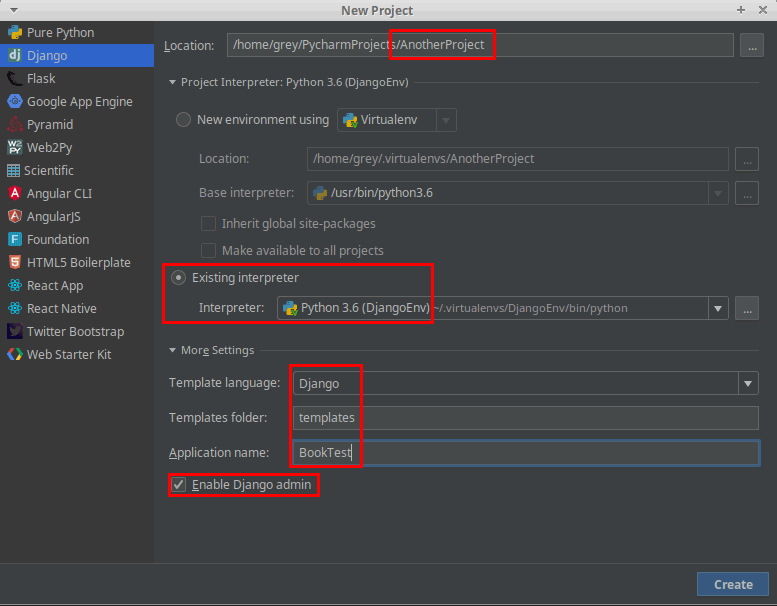 New Project
Pure Python
Django
Flask
Google App Engine
Pyramid
Web2Py
Scientific
Angular CLI
AngularJS
Foundation
HTML5 Boilerplate
React App
React Native
Twitter Bootstrap
Web Starter Kit
Location: /home/grey/PycharmProjects/AnotherProject ...
Project Interpreter: Python 3.6 (DjangoEnv)
New environment using Virtualenv
Location: /home/grey/.virtualenvs/AnotherProject ...
Base interpreter: /usr/bin/python3.6 ...
Inherit global site-packages
Make available to all projects
Existing interpreter
Interpreter: Python 3.6 (DjangoEnv) ~/.virtualenvs/DjangoEnv/bin/python ...
More Settings
Template language: Django
Templates folder: templates
Application name: BookTest
Enable Django admin
Create